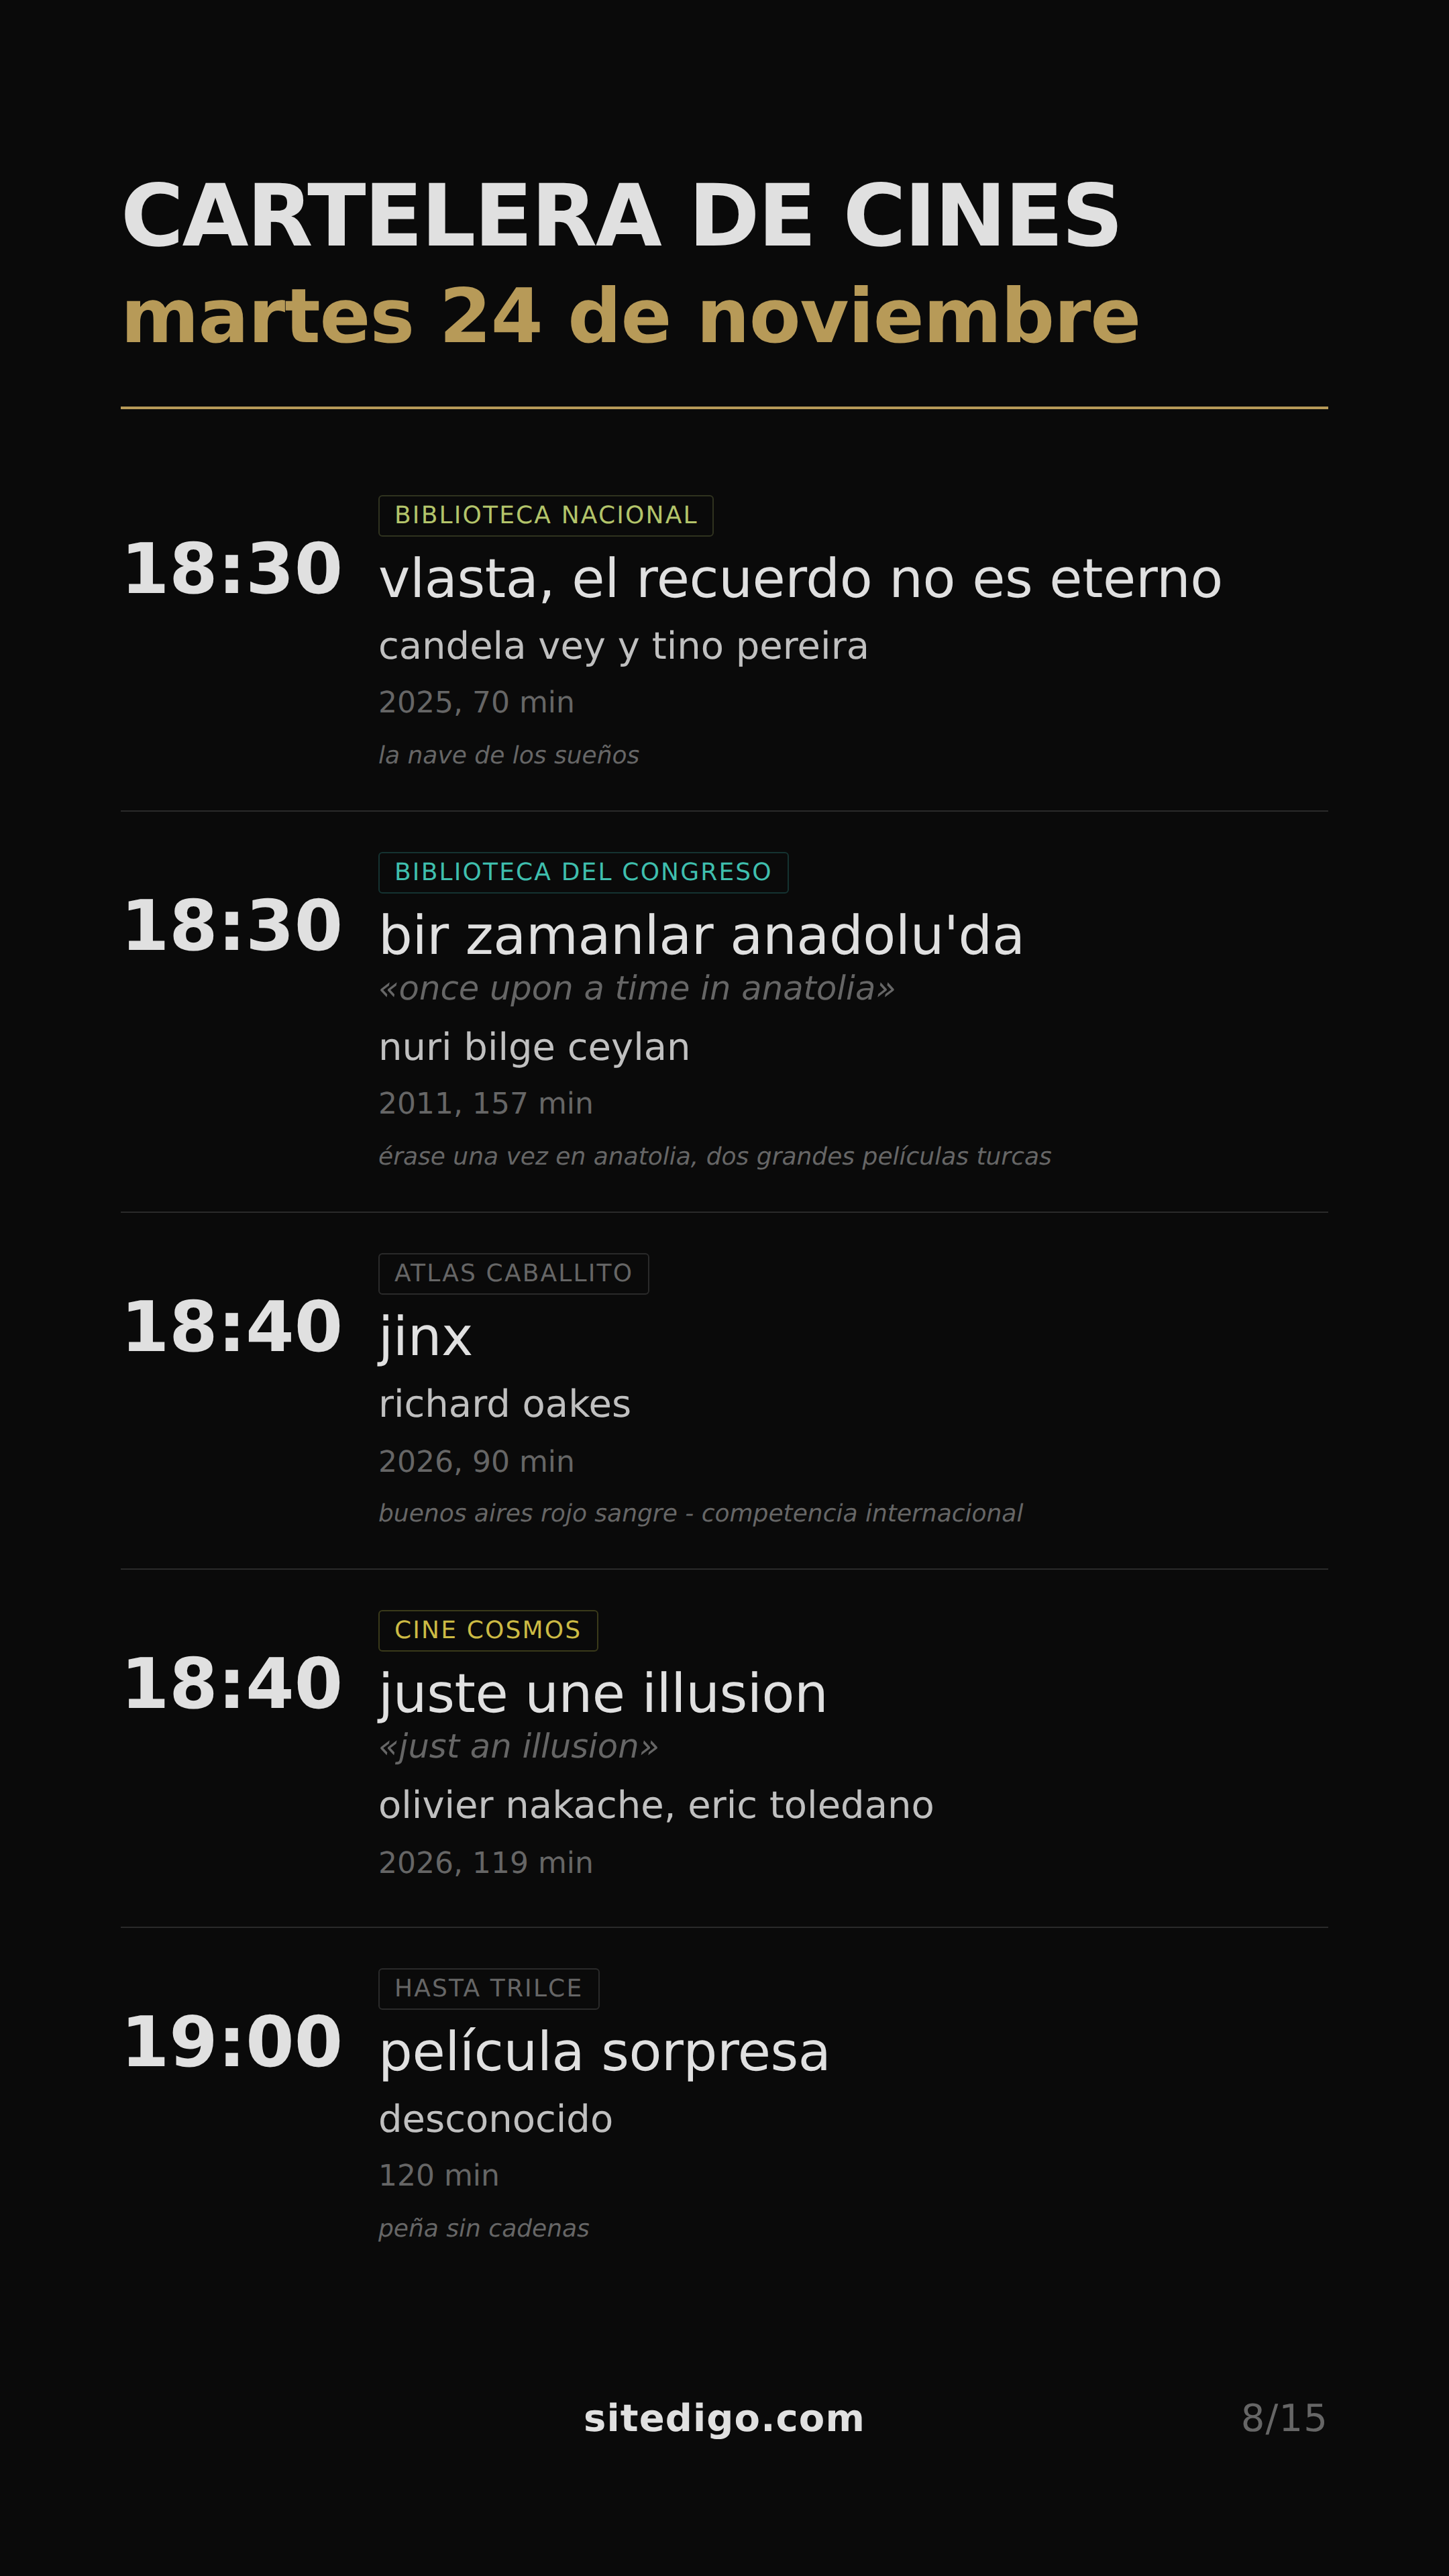 CARTELERA DE CINES
martes 24 de noviembre
BIBLIOTECA NACIONAL
18:30
vlasta, el recuerdo no es eterno
candela vey y tino pereira
2025, 70 min
la nave de los sueños
BIBLIOTECA DEL CONGRESO
18:30
bir zamanlar anadolu'da
«once upon a time in anatolia»
nuri bilge ceylan
2011, 157 min
érase una vez en anatolia, dos grandes películas turcas
ATLAS CABALLITO
18:40
jinx
richard oakes
2026, 90 min
buenos aires rojo sangre - competencia internacional
CINE COSMOS
18:40
juste une illusion
«just an illusion»
olivier nakache, eric toledano
2026, 119 min
HASTA TRILCE
19:00
película sorpresa
desconocido
120 min
peña sin cadenas
sitedigo.com
8/15